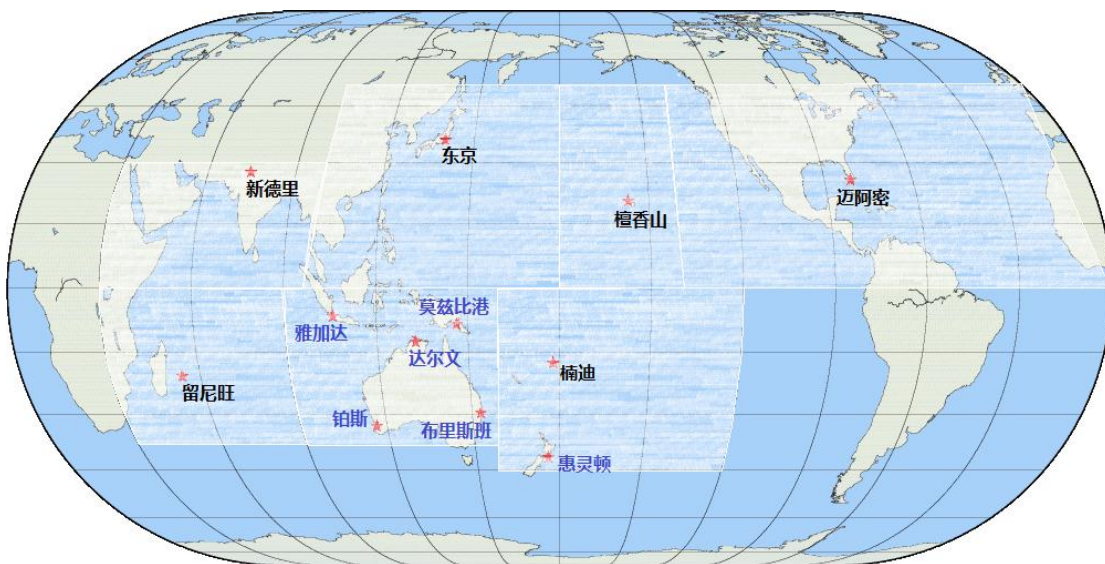 东京
新德里
迈阿密
檀香山
莫兹比港
雅加达
达尔文
楠迪
留尼旺
铂斯
布里斯班
惠灵顿